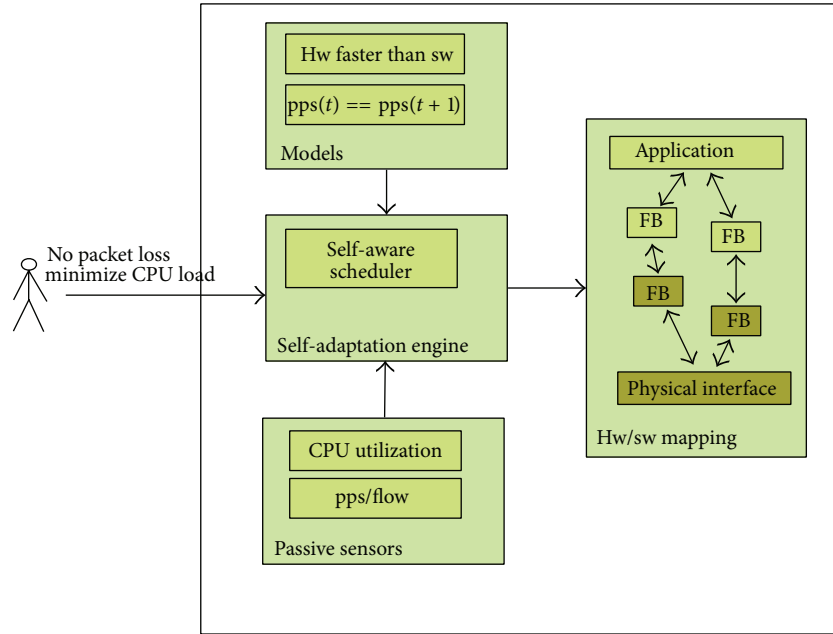 Hw faster than sw
pps(t) == pps(t + 1)
Models
No packet loss
minimize CPU load
Self-aware
scheduler
Self-adaptation engine
CPU utilization
pps/flow
Passive sensors
Application
FB
FB
FB
FB
Physical interface
Hw/sw mapping